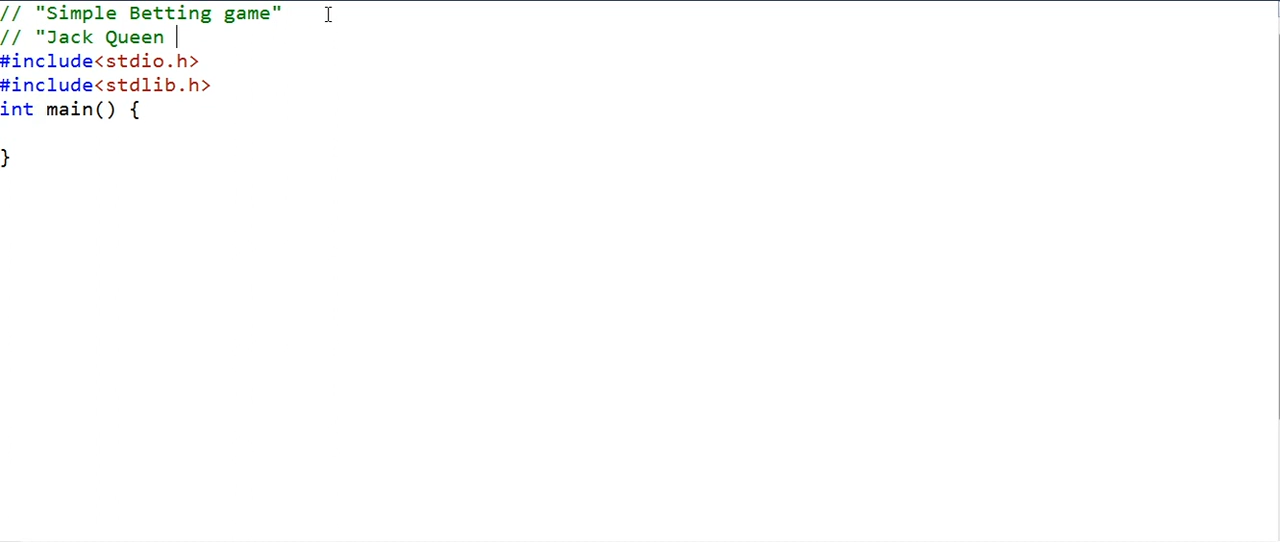 // "Simple Betting game"
// "Jack Queen
#include<stdio.h>
#include<stdlib.h>
int main() {
}